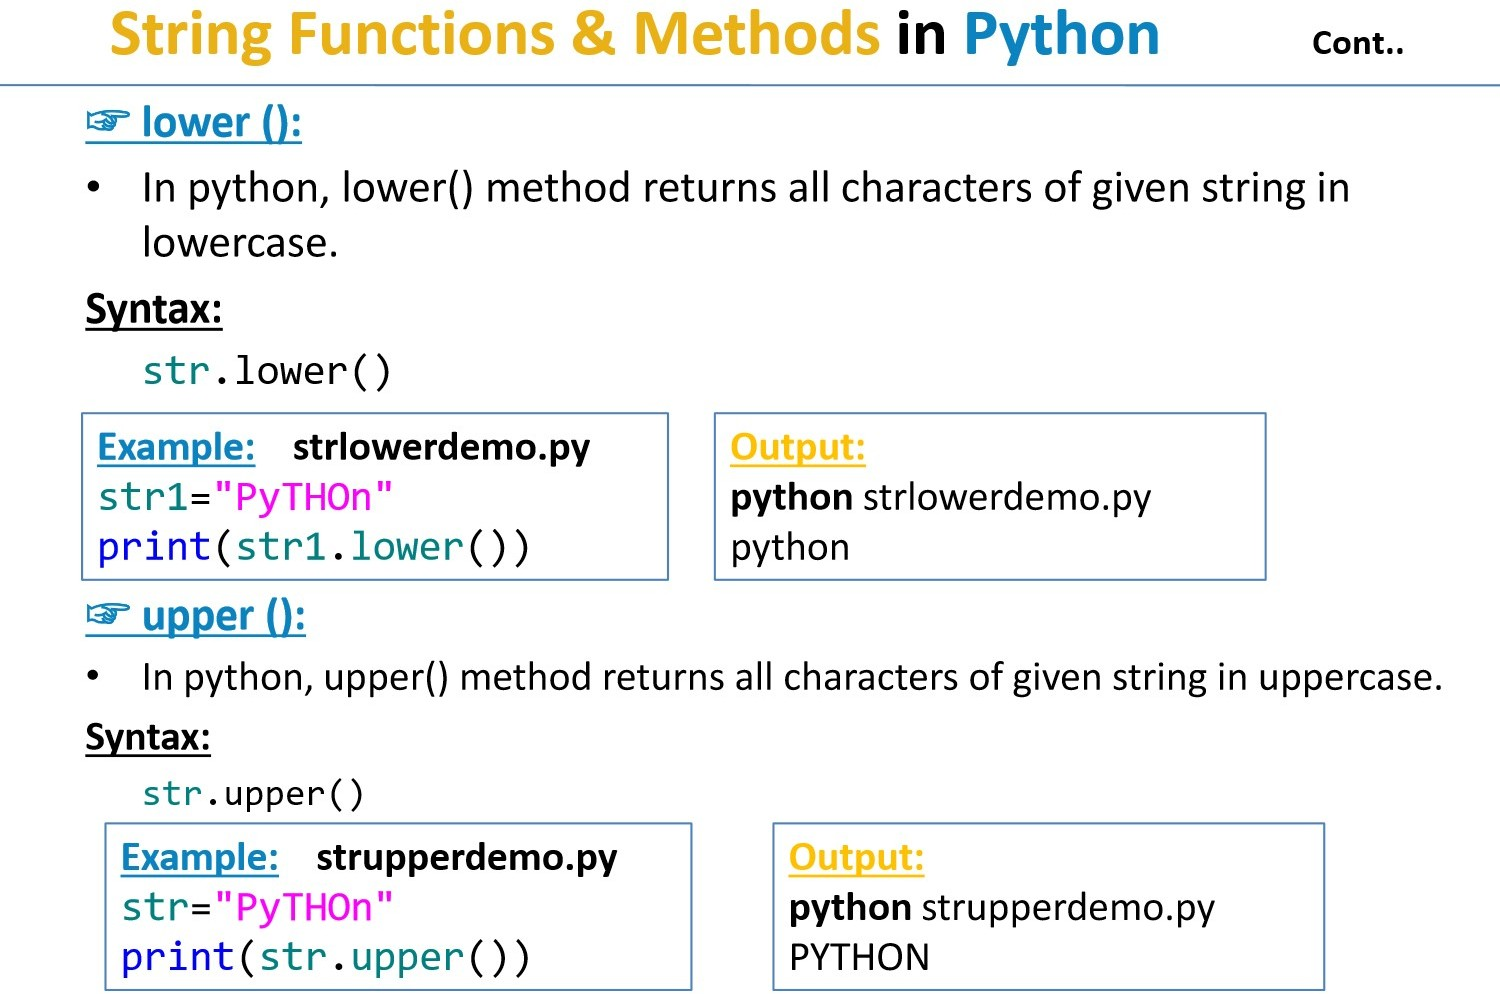 String Functions & Methods in Python Cont..
☞ lower ():
• In python, lower() method returns all characters of given string in
lowercase.
Syntax:
str.lower()
Example: strlowerdemo.py
str1="PyTHOn"
print(str1.lower())
Output:
python strlowerdemo.py
python
☞ upper ():
• In python, upper() method returns all characters of given string in uppercase.
Syntax:
str.upper()
Example: strupperdemo.py
str="PyTHOn"
print(str.upper())
Output:
python strupperdemo.py
PYTHON